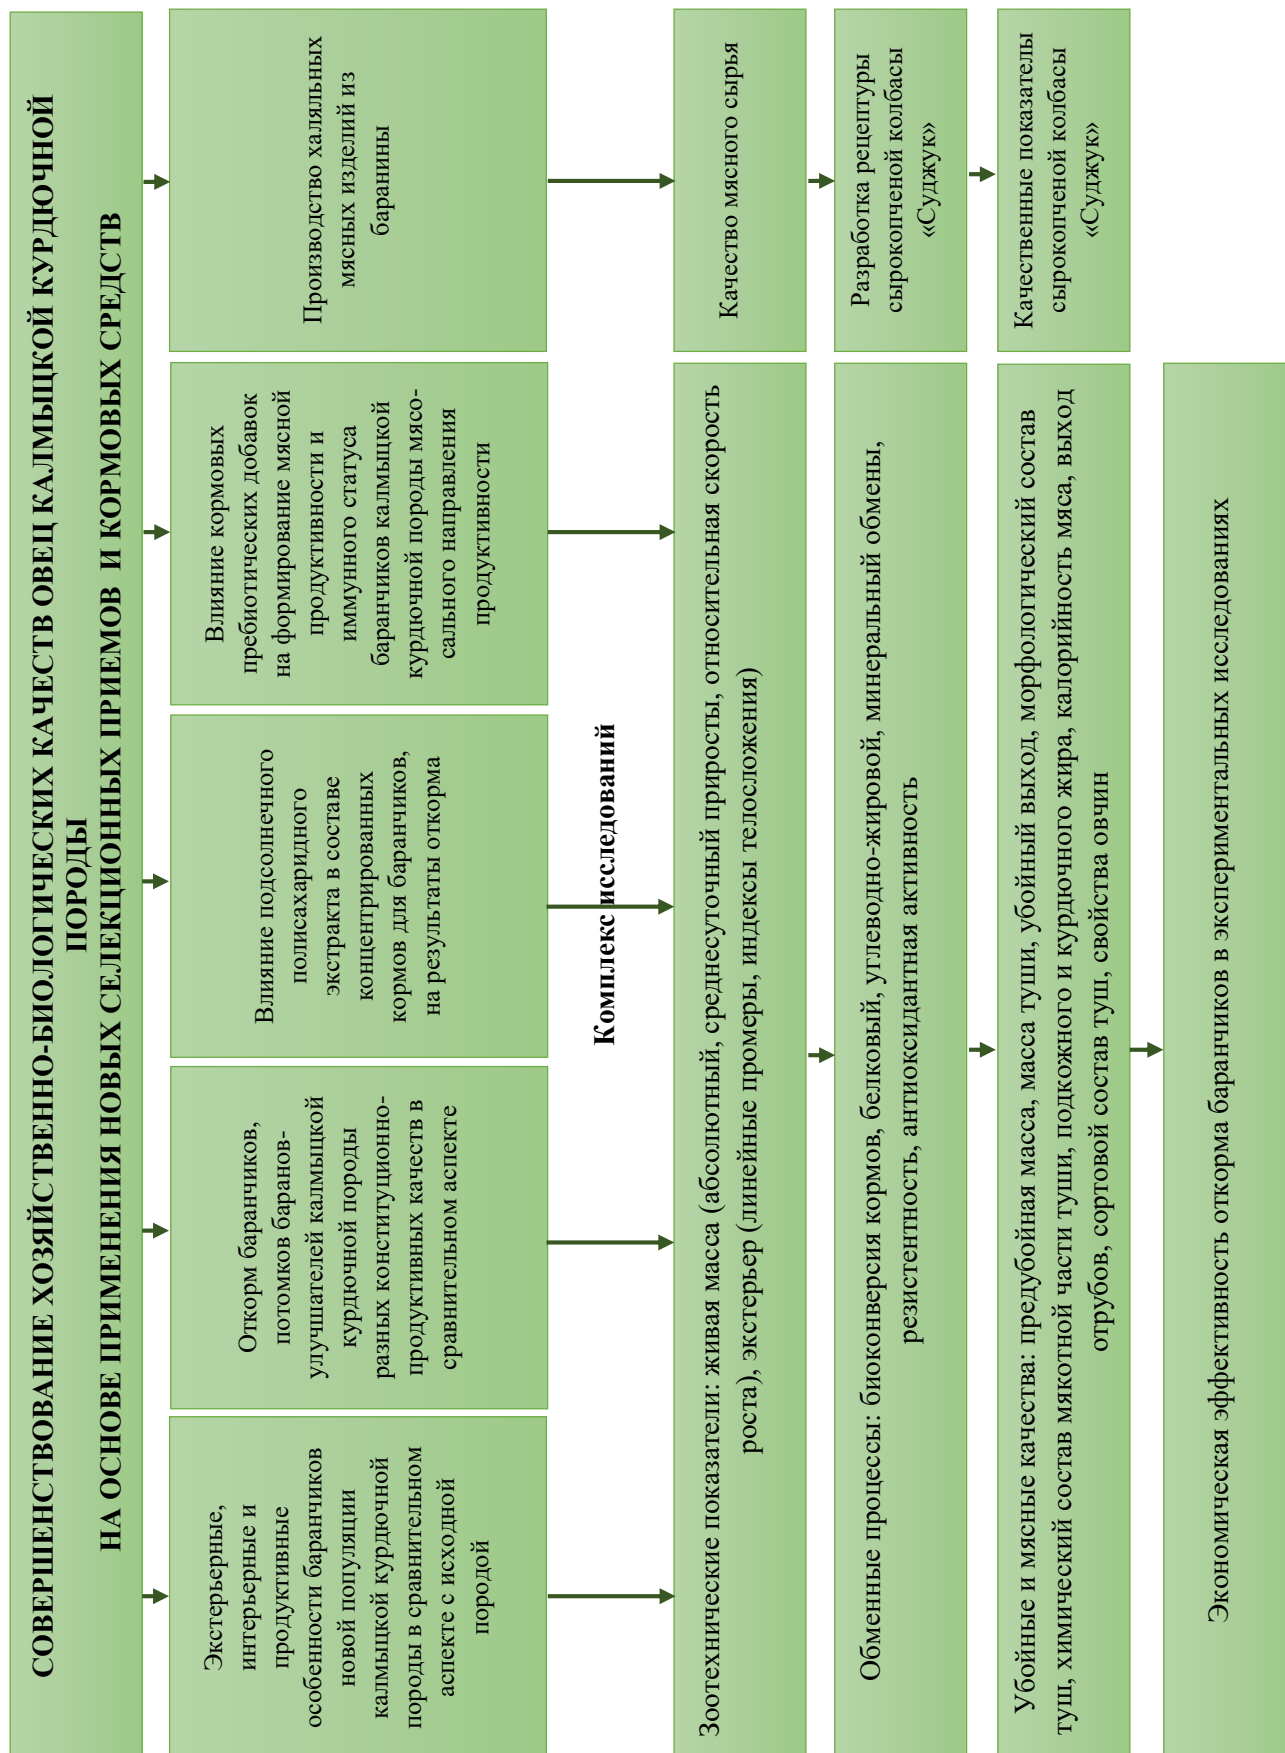 СОВЕРШЕНСТВОВАНИЕ ХОЗЯЙСТВЕННО-БИОЛОГИЧЕСКИХ КАЧЕСТВ ОВЕЦ КАЛМЫЦКОЙ КУРДЮЧНОЙ
ПОРОДЫ
НА ОСНОВЕ ПРИМЕНЕНИЯ НОВЫХ СЕЛЕКЦИОННЫХ ПРИЕМОВ И КОРМОВЫХ СРЕДСТВ
Экстерьерные,
интерьерные и
продуктивные
особенности баранчиков
новой популяции
калмыцкой курдючной
породы в сравнительном
аспекте с исходной
породой
Откорм баранчиков,
потомков баранов-
улучшателей калмыцкой
курдючной породы
разных конституционно-
продуктивных качеств в
сравнительном аспекте
Влияние подсолнечного
полисахаридного
экстракта в составе
концентрированных
кормов для баранчиков,
на результаты откорма
Влияние кормовых
пребиотических добавок
на формирование мясной
продуктивности и
иммунного статуса
баранчиков калмыцкой
курдючной породы мясо-
сального направления
продуктивности
Производство халяльных
мясных изделий из
баранины
Комплекс исследований
Зоотехнические показатели: живая масса (абсолютный, среднесуточный приросты, относительная скорость
роста), экстерьер (линейные промеры, индексы телосложения)
Обменные процессы: биоконверсия кормов, белковый, углеводно-жировой, минеральный обмены,
резистентность, антиоксидантная активность
Убойные и мясные качества: предубойная масса, масса туши, убойный выход, морфологический состав
туш, химический состав мякотной части туши, подкожного и курдючного жира, калорийность мяса, выход
отрубов, сортовой состав туш, свойства овчин
Экономическая эффективность откорма баранчиков в экспериментальных исследованиях
Качество мясного сырья
Разработка рецептуры
сырокопченой колбасы
«Суджук»
Качественные показатели
сырокопченой колбасы
«Суджук»